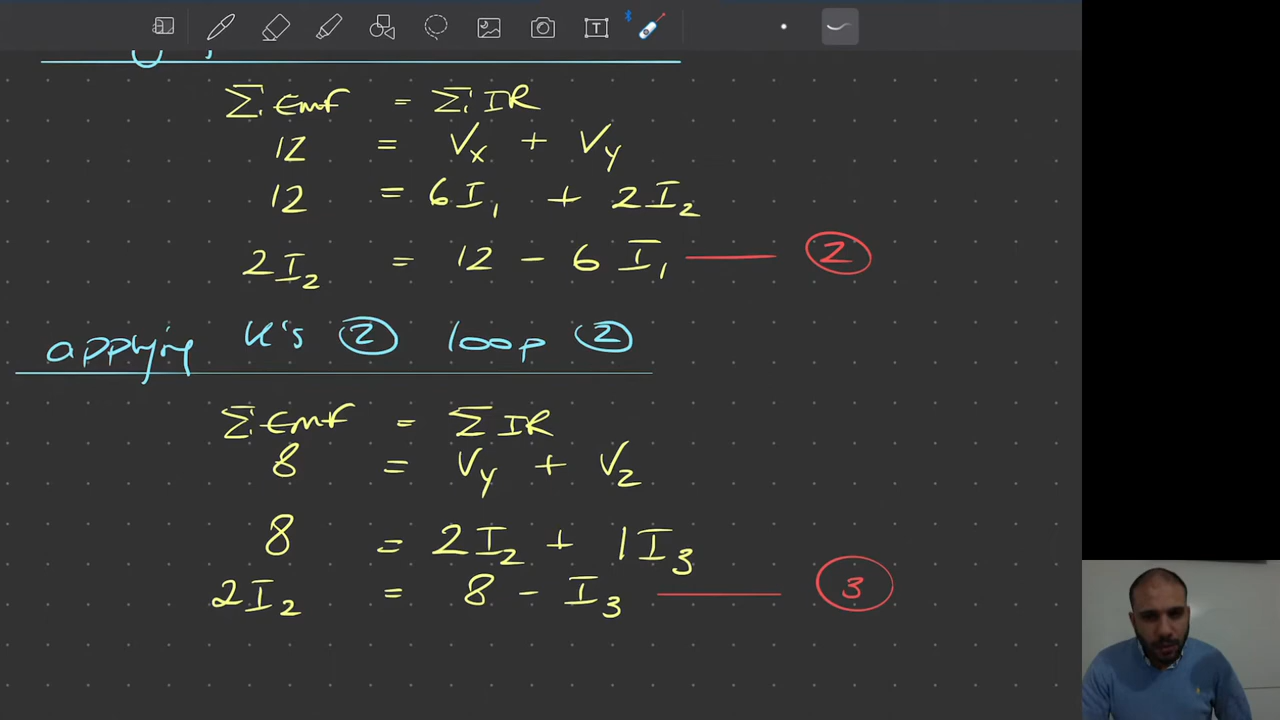 Σ Emf = Σ IR
12 = Vx + Vy
12 = 6I₁ + 2I₂
2I₂ = 12 - 6I₁ —— ②
applying K's ② loop ②
Σ Emf = Σ IR
8 = Vy + Vz
8 = 2I₂ + 1I₃
2I₂ = 8 - I₃ —— ③